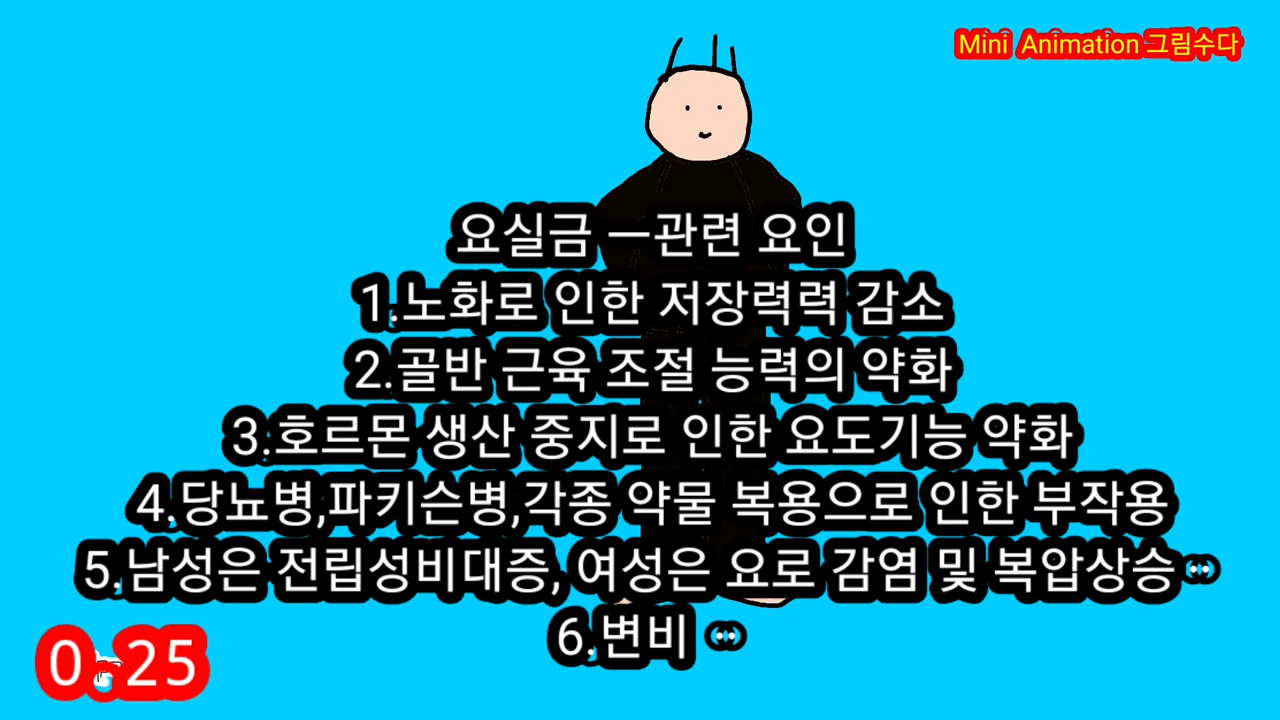 Mini Animation 그림수다
요실금 ㅡ관련 요인
1.노화로 인한 저장력력 감소
2.골반 근육 조절 능력의 약화
3.호르몬 생산 중지로 인한 요도기능 약화
4.당뇨병,파키슨병,각종 약물 복용으로 인한 부작용
5.남성은 전립성비대증, 여성은 요로 감염 및 복압상승··
6.변비 ··
0. 25